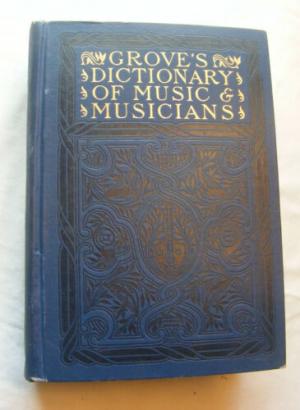 GROVE'S
DICTIONARY
OF MUSIC &
MUSICIANS